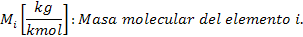 M_i [kg/kmol] : Masa molecular del elemento i.